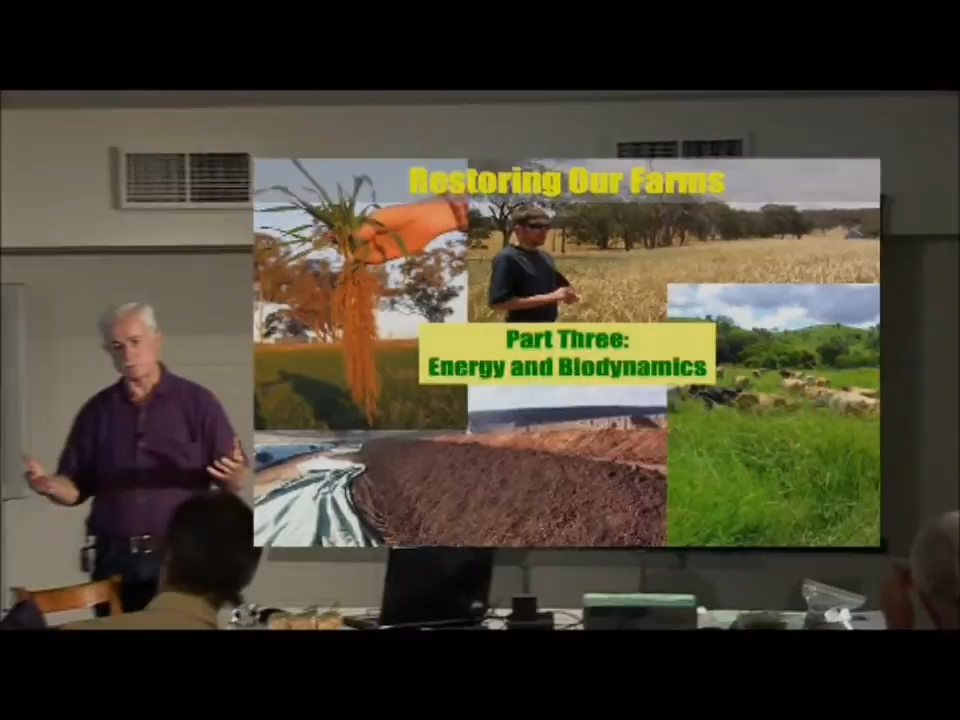 Restoring Our Farms
Part Three:
Energy and Biodynamics